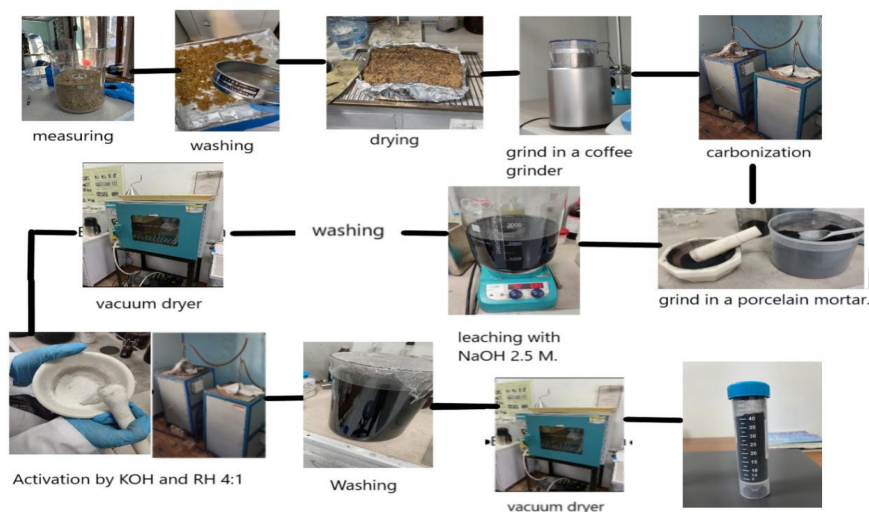 measuring
washing
drying
grind in a coffee
grinder
carbonization
vacuum dryer
washing
leaching with
NaOH 2.5 M.
grind in a porcelain mortar.
Activation by KOH and RH 4:1
Washing
vacuum dryer